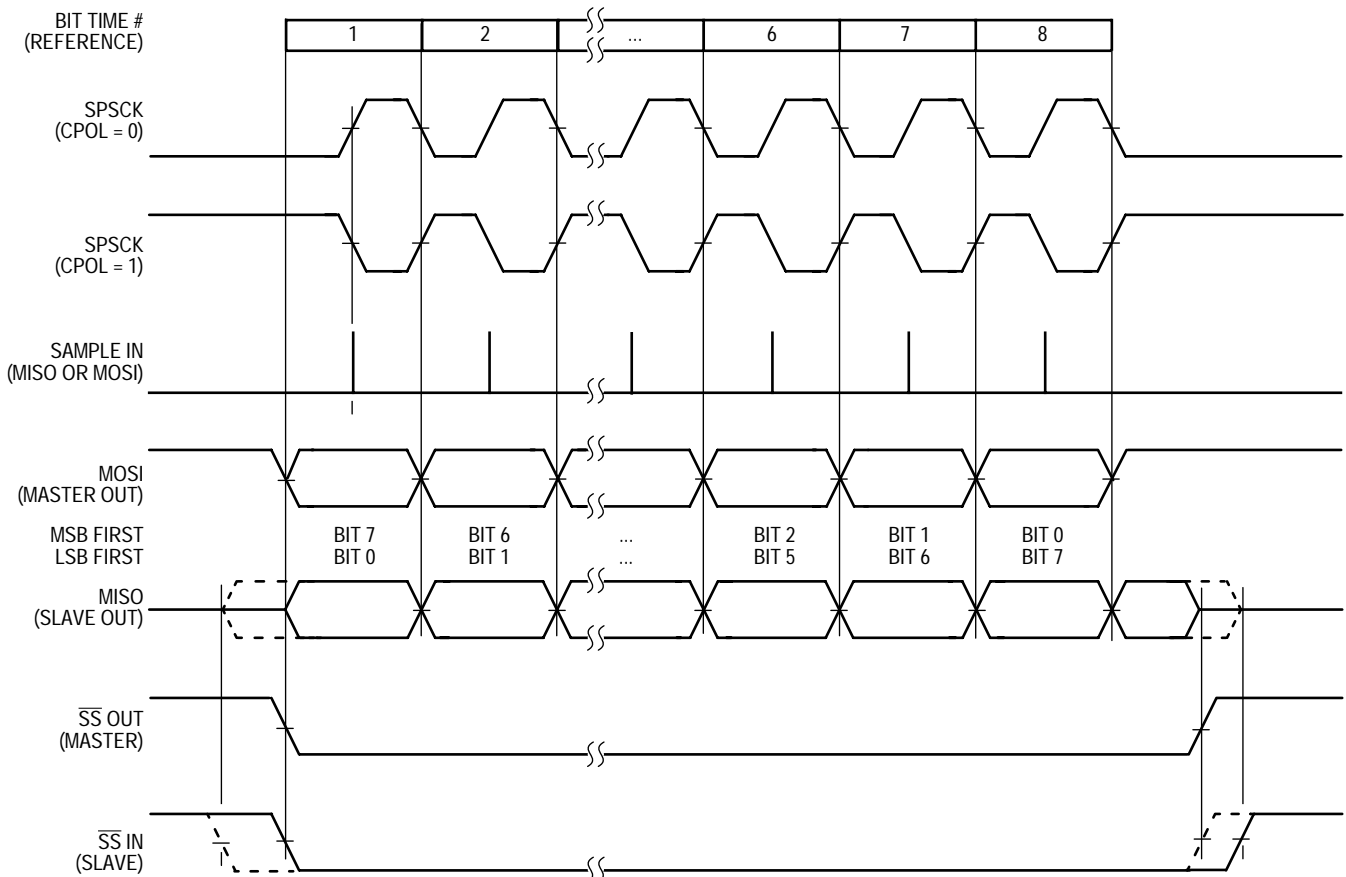 BIT TIME #
(REFERENCE)
1 2 ... 6 7 8
SPSCK
(CPOL = 0)
SPSCK
(CPOL = 1)
SAMPLE IN
(MISO OR MOSI)
MOSI
(MASTER OUT)
MSB FIRST BIT 7 BIT 6 ... BIT 2 BIT 1 BIT 0
LSB FIRST BIT 0 BIT 1 ... BIT 5 BIT 6 BIT 7
MISO
(SLAVE OUT)
S̅S̅ OUT
(MASTER)
S̅S̅ IN
(SLAVE)